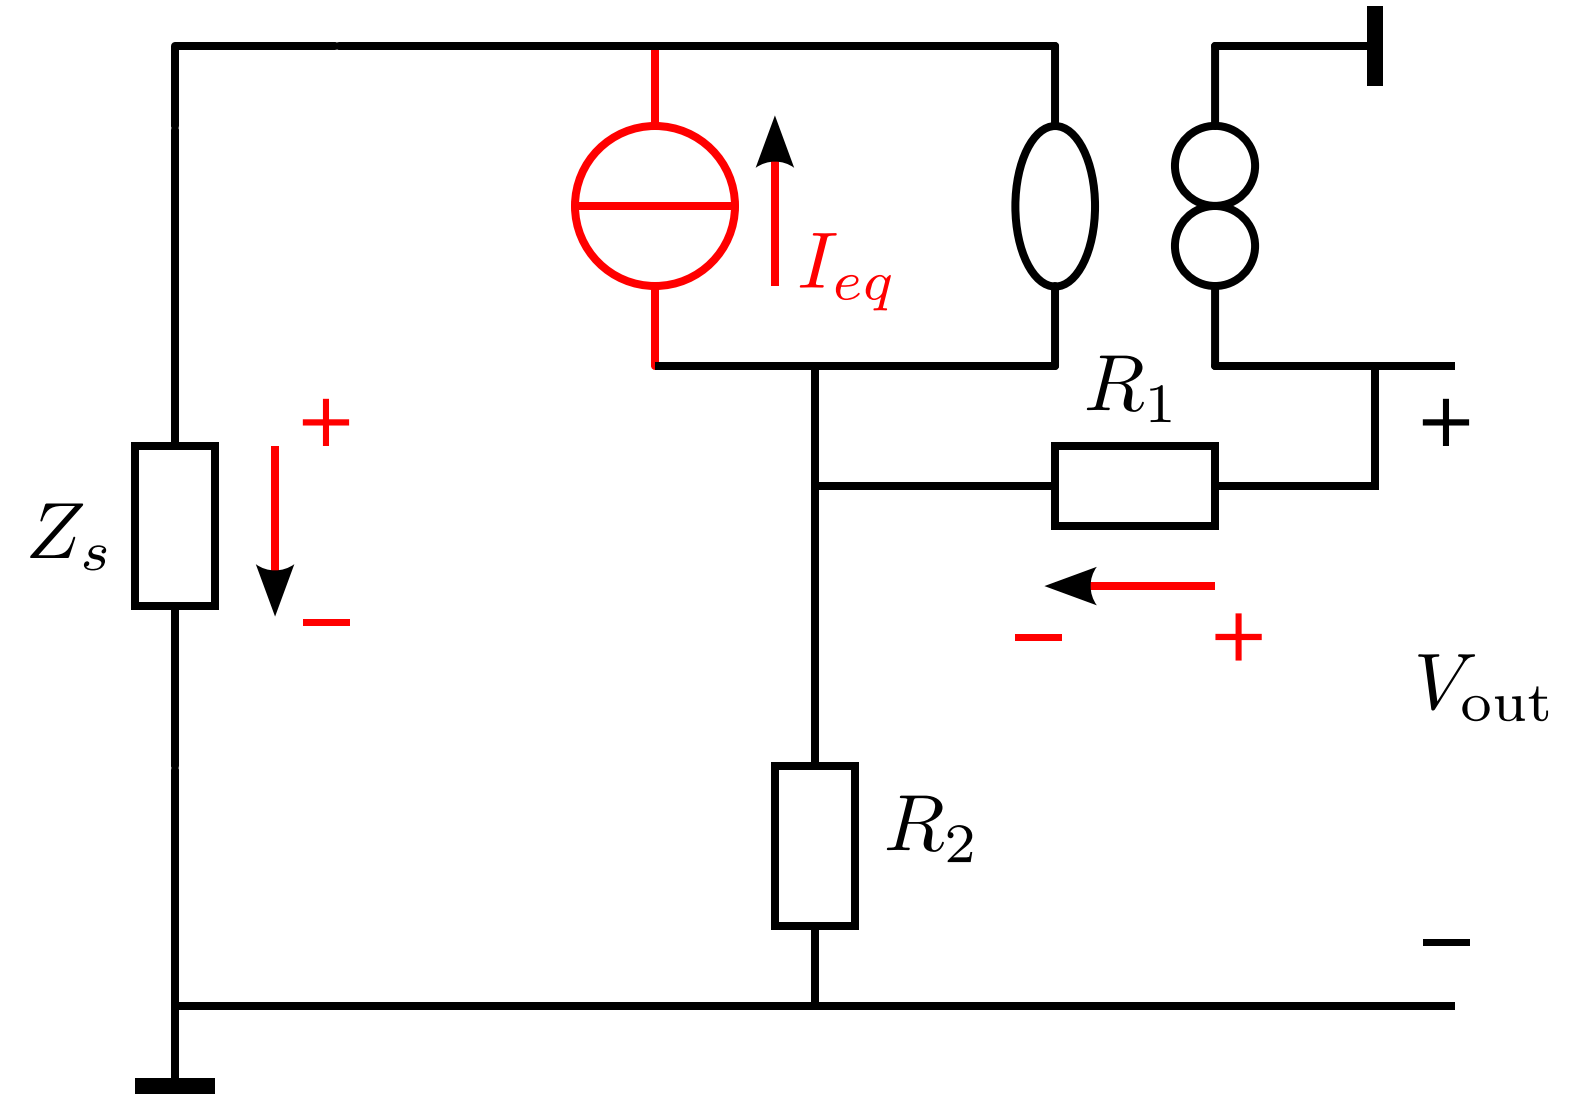 I_eq
R_1
+
+
Z_s
−
−
+
V_out
R_2
−